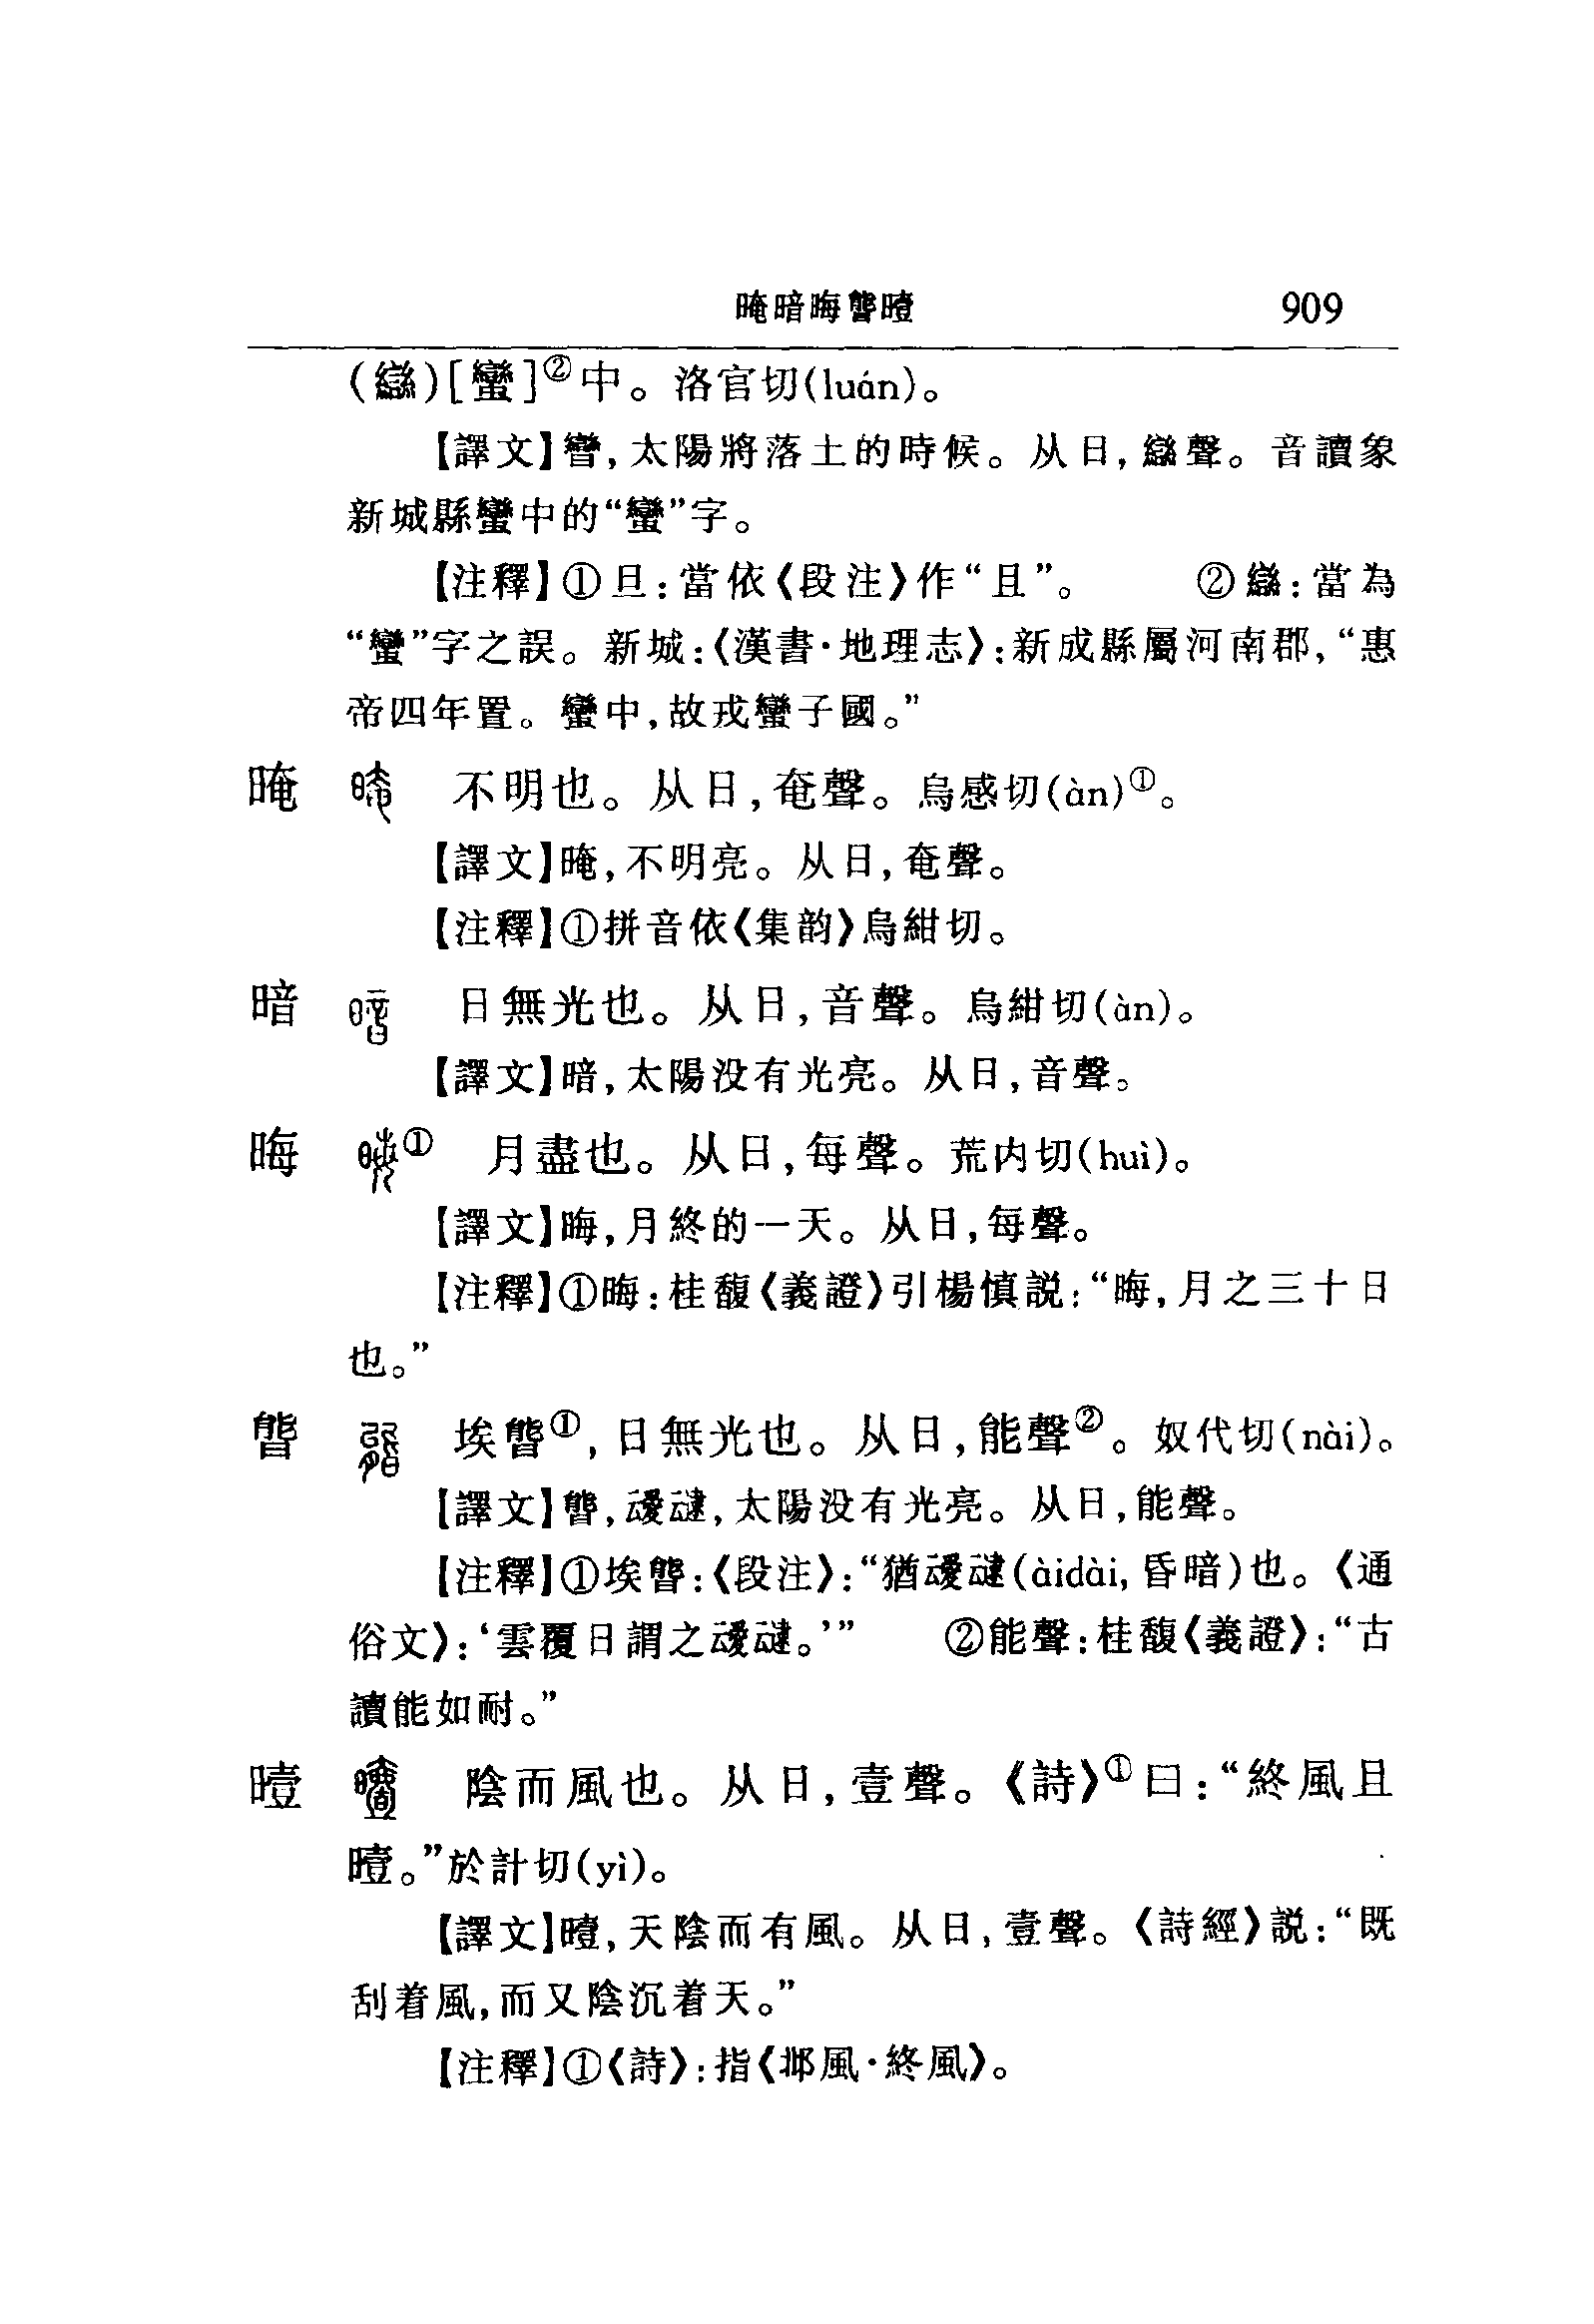 晻暗晦㫰曀 909
(䜌)[蠻]②中。洛官切(luán)。
【譯文】曫,太陽將落土的時候。从日,䜌聲。音讀象
新城縣蠻中的“蠻”字。
【注釋】①旦:當依《段注》作“且”。 ②䜌:當為
“蠻”字之誤。新城:《漢書·地理志》:新成縣屬河南郡,“惠
帝四年置。蠻中,故戎蠻子國。”
晻 不明也。从日,奄聲。烏感切(àn)①。
【譯文】晻,不明亮。从日,奄聲。
【注釋】①拼音依《集韵》烏紺切。
暗 日無光也。从日,音聲。烏紺切(àn)。
【譯文】暗,太陽没有光亮。从日,音聲。
晦 ① 月盡也。从日,每聲。荒内切(huì)。
【譯文】晦,月終的一天。从日,每聲。
【注釋】①晦:桂馥《義證》引楊慎説:“晦,月之三十日
也。”
㫰 埃㫰①,日無光也。从日,能聲②。奴代切(nài)。
【譯文】㫰,靉靆,太陽没有光亮。从日,能聲。
【注釋】①埃㫰:《段注》:“猶靉靆(àidài,昏暗)也。《通
俗文》:‘雲覆日謂之靉靆。’” ②能聲:桂馥《義證》:“古
讀能如耐。”
曀 陰而風也。从日,壹聲。《詩》①曰:“終風且
曀。”於計切(yì)。
【譯文】曀,天陰而有風。从日,壹聲。《詩經》説:“既
刮着風,而又陰沉着天。”
【注釋】①《詩》:指《邶風·終風》。